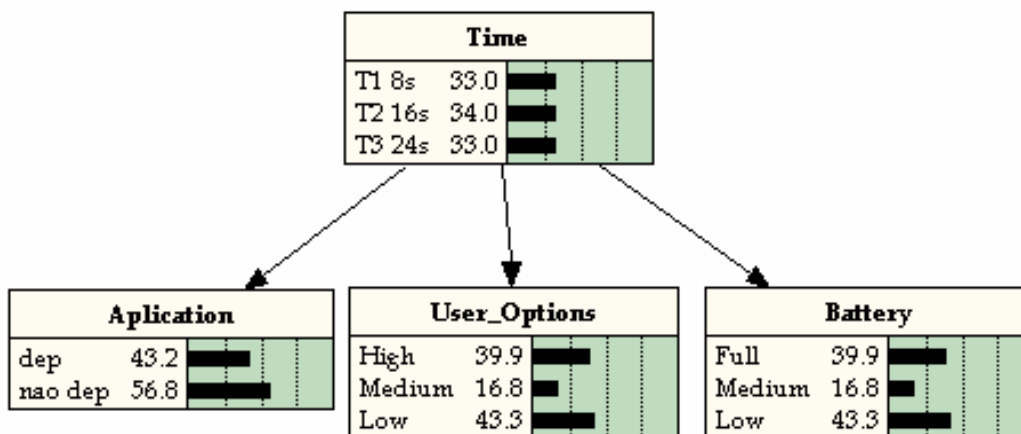 Time
T1 8s 33.0
T2 16s 34.0
T3 24s 33.0
Aplication
dep 43.2
nao dep 56.8
User_Options
High 39.9
Medium 16.8
Low 43.3
Battery
Full 39.9
Medium 16.8
Low 43.3